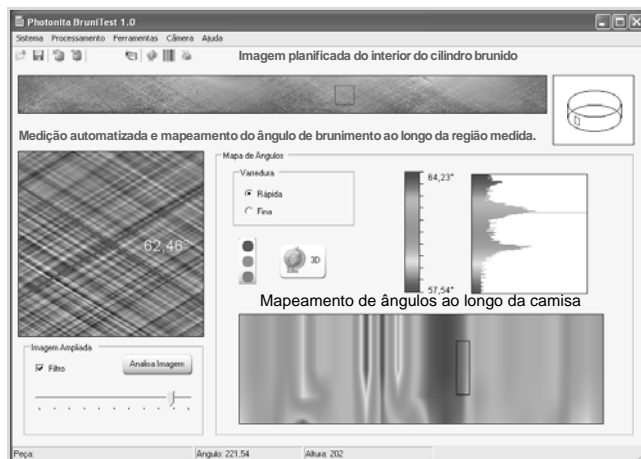 Photonita BruniTest 1.0
Sistema Processamento Ferramentas Câmera Ajuda
Imagem planificada do interior do cilindro brunido
Medição automatizada e mapeamento do ângulo de brunimento ao longo da região medida.
62,46°
Mapa de Ângulos
Varredura
Rápida
Fina
3D
64,23°
57,54°
Mapeamento de ângulos ao longo da camisa
Imagem Ampliada
Filtro
Analisa Imagem
Peça:
Angulo: 221,54
Altura: 202